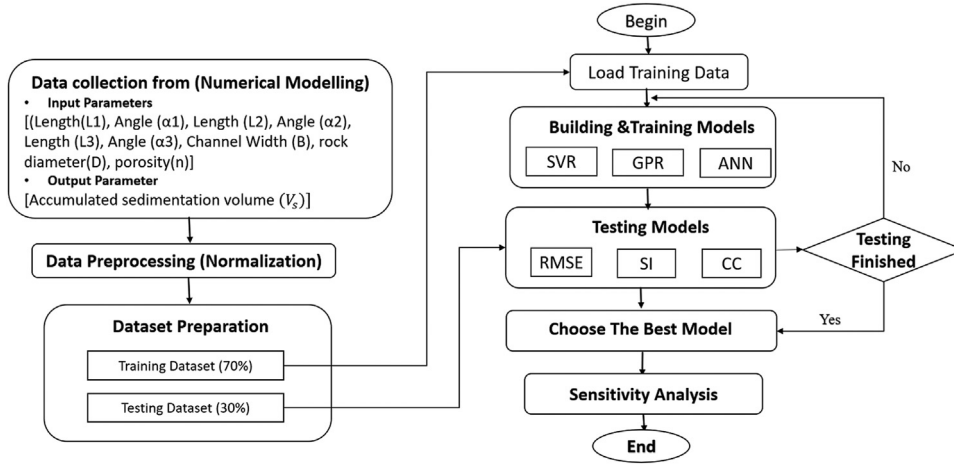 Data collection from (Numerical Modelling)
• Input Parameters
[(Length(L1), Angle (α1), Length (L2), Angle (α2),
Length (L3), Angle (α3), Channel Width (B), rock
diameter(D), porosity(n)]
• Output Parameter
[Accumulated sedimentation volume (Vₛ)]
Data Preprocessing (Normalization)
Dataset Preparation
Training Dataset (70%)
Testing Dataset (30%)
Begin
Load Training Data
Building &Training Models
SVR GPR ANN
Testing Models
RMSE SI CC
Testing
Finished
No
Yes
Choose The Best Model
Sensitivity Analysis
End